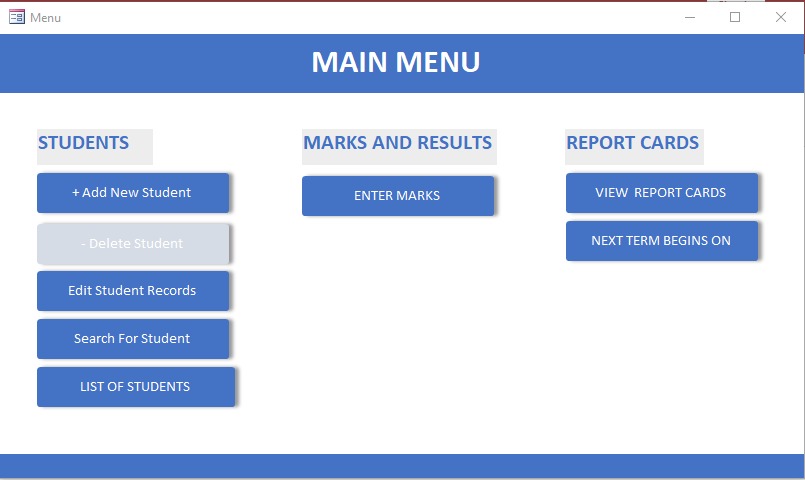 Menu
MAIN MENU
STUDENTS
+ Add New Student
- Delete Student
Edit Student Records
Search For Student
LIST OF STUDENTS
MARKS AND RESULTS
ENTER MARKS
REPORT CARDS
VIEW  REPORT CARDS
NEXT TERM BEGINS ON